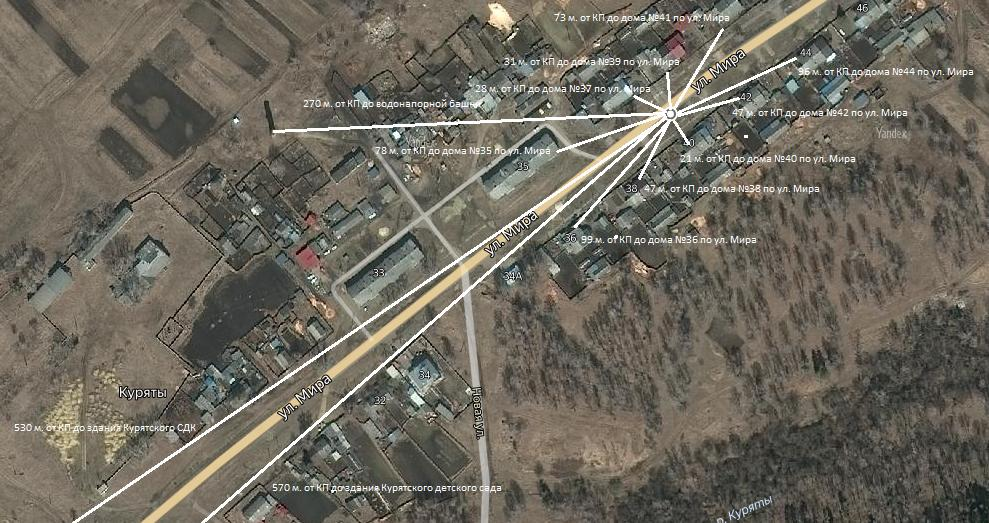 46
73 м. от КП до дома №41 по ул. Мира
44
31 м. от КП до дома №39 по ул. Мира
ул. Мира
96 м. от КП до дома №44 по ул. Мира
28 м. от КП до дома №37 по ул. Мира
42
270 м. от КП до водонапорной башни
47 м. от КП до дома №42 по ул. Мира
Yandex
40
78 м. от КП до дома №35 по ул. Мира
21 м. от КП до дома №40 по ул. Мира
35
38
47 м. от КП до дома №38 по ул. Мира
ул. Мира
36
99 м. от КП до дома №36 по ул. Мира
33
34А
34
ул. Мира
Куряты
32
Новая ул.
530 м. от КП до здания Курятского СДК
570 м. от КП до здания Курятского детского сада
р. Куряты